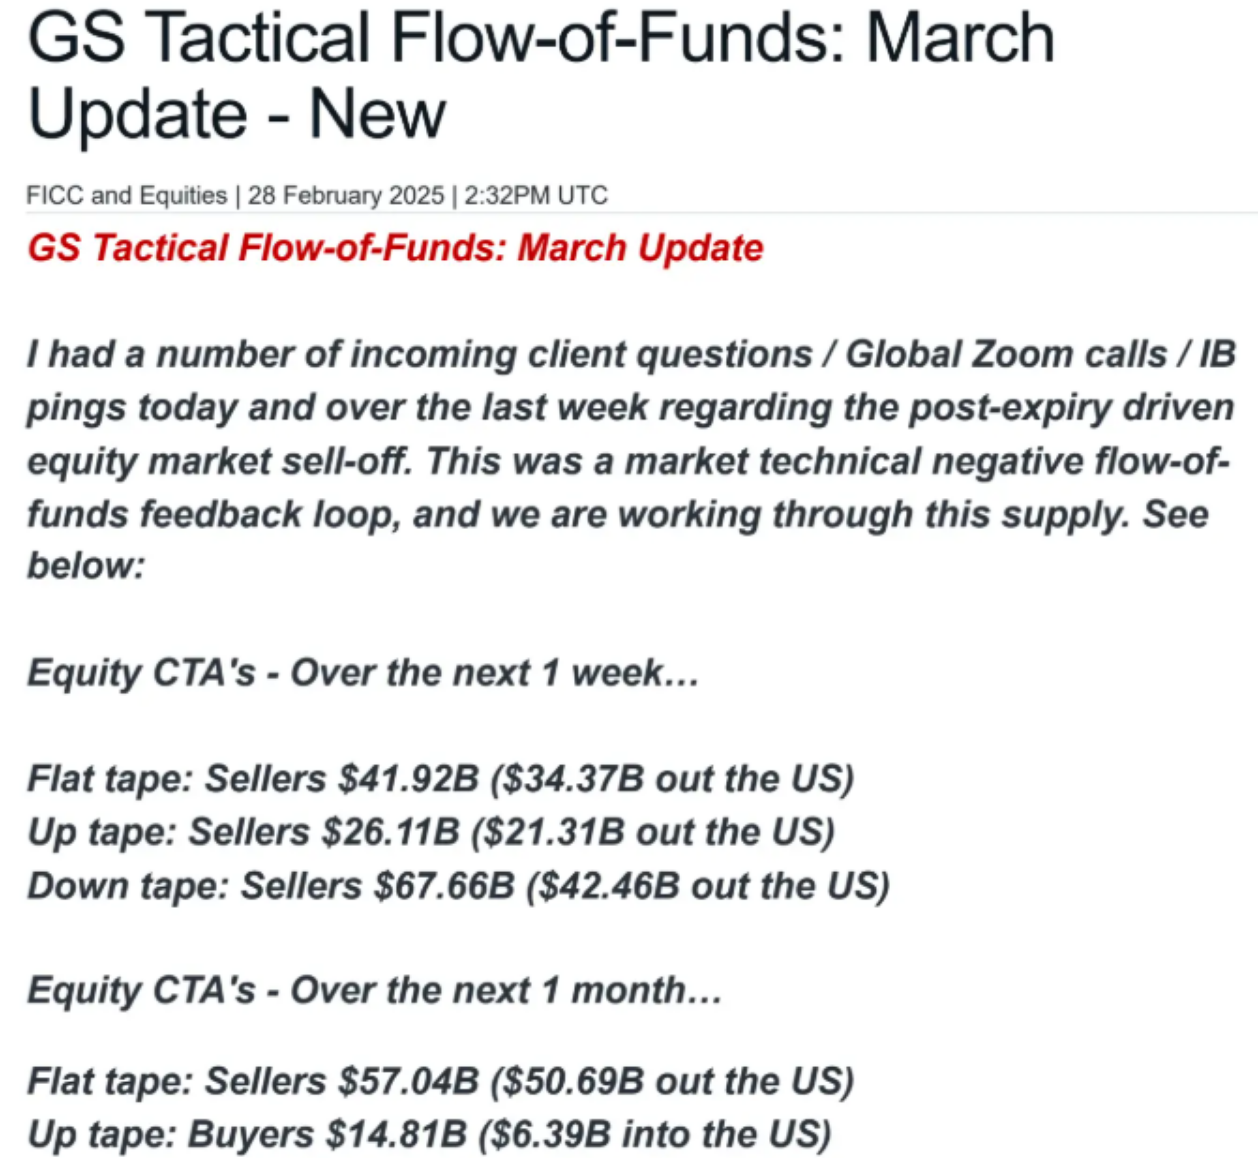 GS Tactical Flow-of-Funds: March
Update - New
FICC and Equities | 28 February 2025 | 2:32PM UTC
GS Tactical Flow-of-Funds: March Update
I had a number of incoming client questions / Global Zoom calls / IB
pings today and over the last week regarding the post-expiry driven
equity market sell-off. This was a market technical negative flow-of-
funds feedback loop, and we are working through this supply. See
below:
Equity CTA's - Over the next 1 week...
Flat tape: Sellers $41.92B ($34.37B out the US)
Up tape: Sellers $26.11B ($21.31B out the US)
Down tape: Sellers $67.66B ($42.46B out the US)
Equity CTA's - Over the next 1 month...
Flat tape: Sellers $57.04B ($50.69B out the US)
Up tape: Buyers $14.81B ($6.39B into the US)